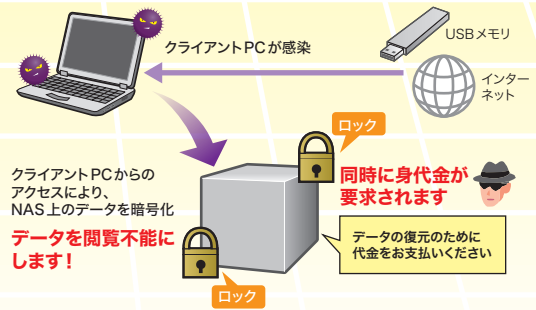 クライアントPCが感染
USBメモリ
インター
ネット
ロック
クライアントPCからの
アクセスにより、
NAS上のデータを暗号化
データを閲覧不能に
します!
同時に身代金が
要求されます
データの復元のために
代金をお支払いください
ロック